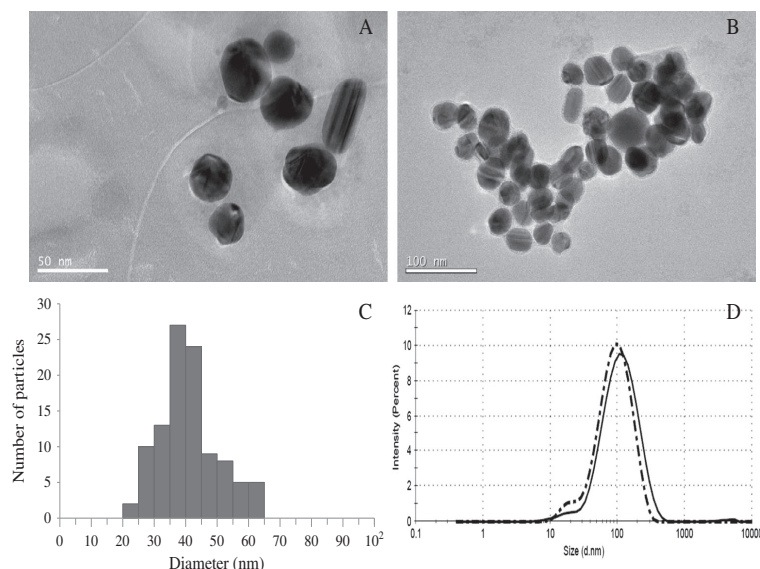 A
50 nm
B
100 nm
C
Number of particles
30
25
20
15
10
5
0
0 10 20 30 40 50 60 70 80 90 10²
Diameter (nm)
D
Intensity (Percent)
12
10
8
6
4
2
0
0.1 1 10 100 1000 1000
Size (d.nm)